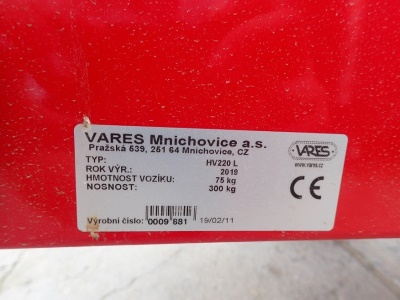 VARES Mnichovice a.s.
Pražská 539, 251 64 Mnichovice, CZ
TYP: HV220 L
ROK VÝR.: 2018
HMOTNOST VOZÍKU: 75 kg
NOSNOST: 300 kg
VARES
www.vares.cz
CE
Výrobní číslo: 0009 681 19/02/11